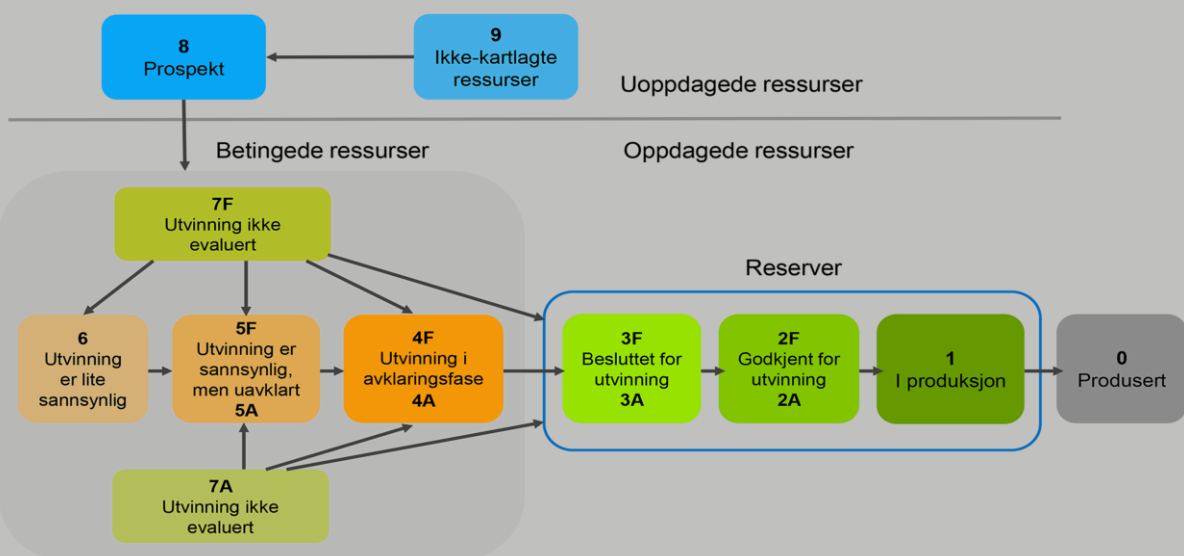 8
Prospekt
9
Ikke-kartlagte
ressurser
Uoppdagede ressurser
Betingede ressurser
Oppdagede ressurser
7F
Utvinning ikke
evaluert
Reserver
6
Utvinning
er lite
sannsynlig
5F
Utvinning er
sannsynlig,
men uavklart
5A
4F
Utvinning i
avklaringsfase
4A
3F
Besluttet for
utvinning
3A
2F
Godkjent for
utvinning
2A
1
I produksjon
0
Produsert
7A
Utvinning ikke
evaluert